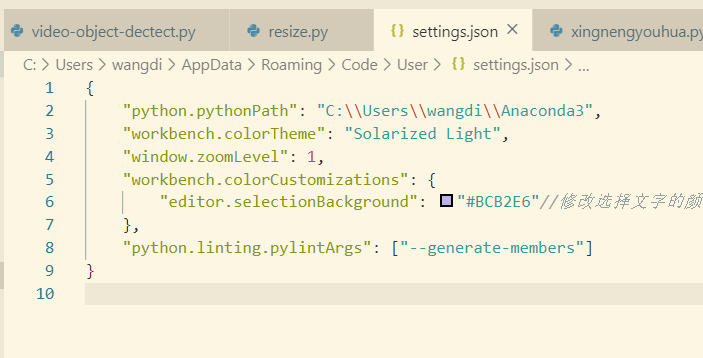 video-object-dectect.py resize.py {} settings.json × xingnengyouhua.py
C: > Users > wangdi > AppData > Roaming > Code > User > {} settings.json > ...
1 {
2 "python.pythonPath": "C:\\Users\\wangdi\\Anaconda3",
3 "workbench.colorTheme": "Solarized Light",
4 "window.zoomLevel": 1,
5 "workbench.colorCustomizations": {
6 "editor.selectionBackground": "#BCB2E6"//修改选择文字的颜
7 },
8 "python.linting.pylintArgs": ["--generate-members"]
9 }
10